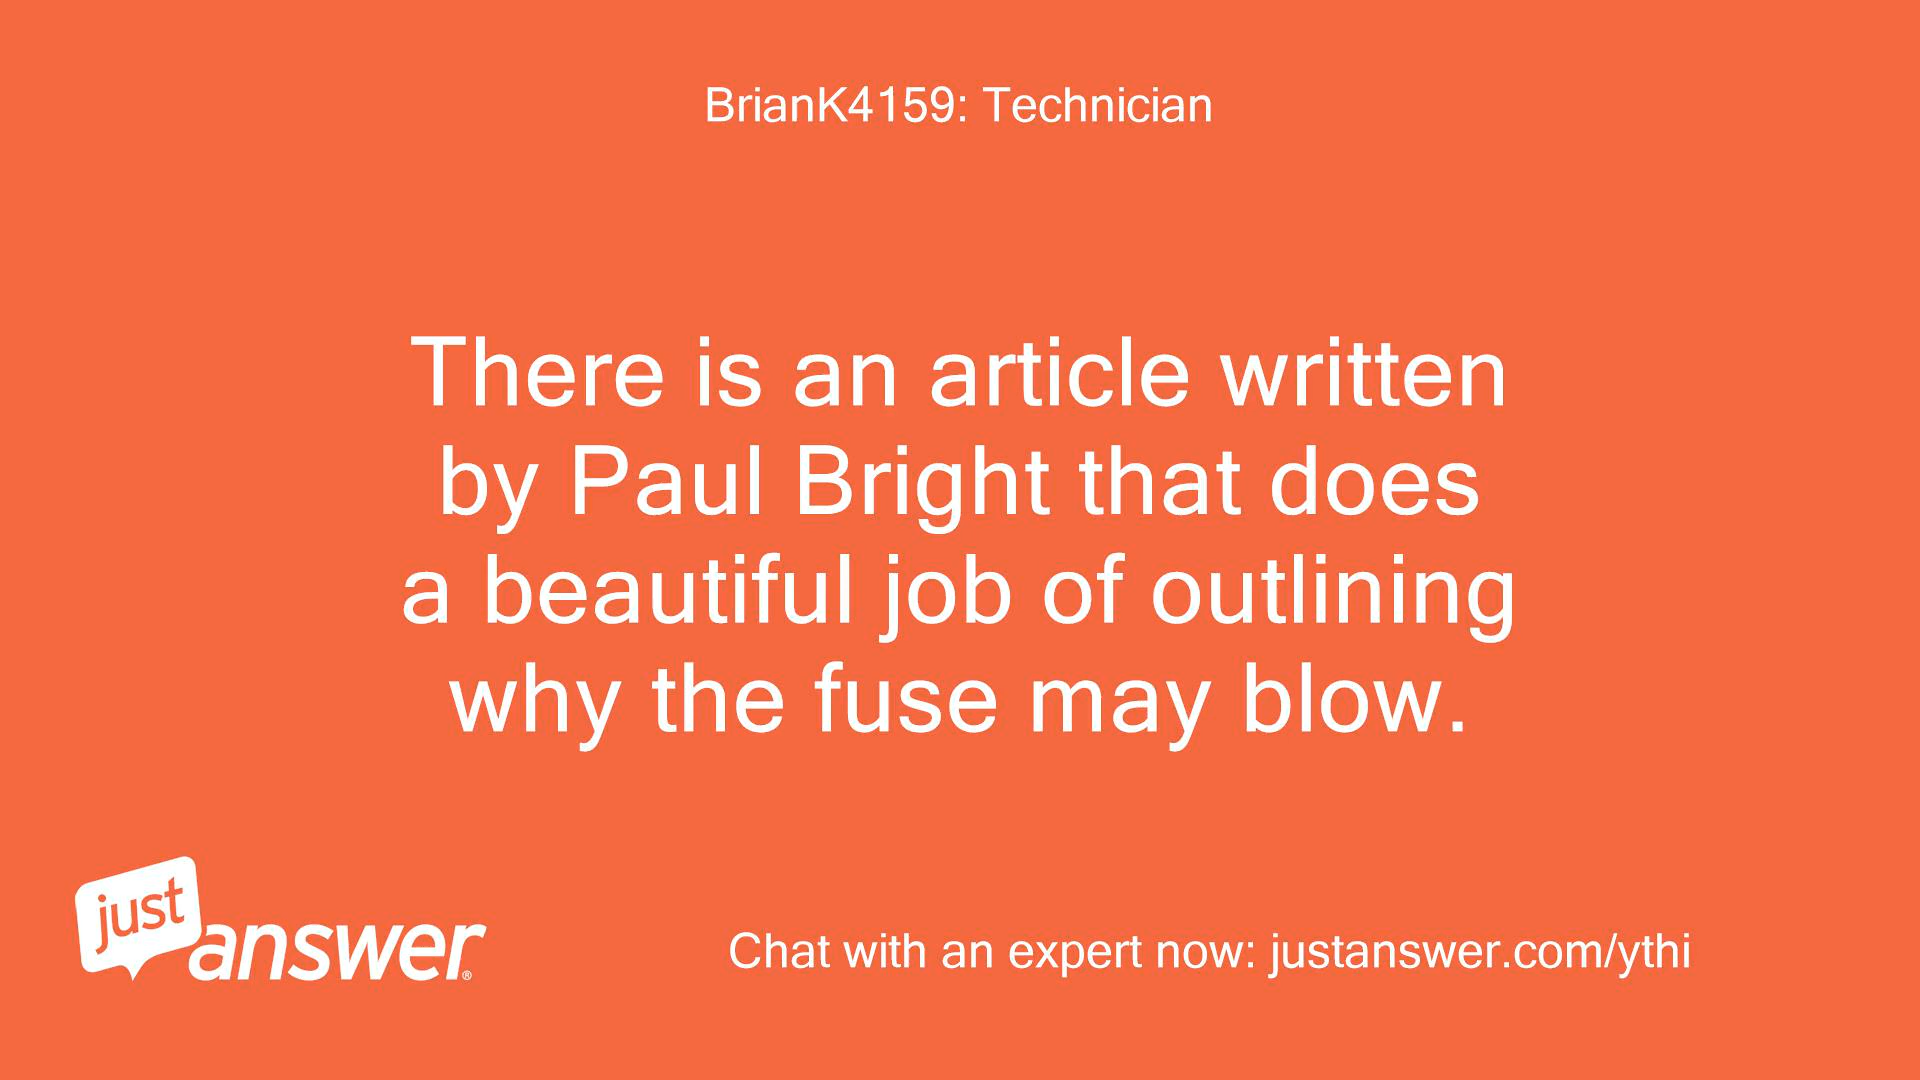 BrianK4159: Technician
There is an article written
by Paul Bright that does
a beautiful job of outlining
why the fuse may blow.
just
answer®
Chat with an expert now: justanswer.com/ythi